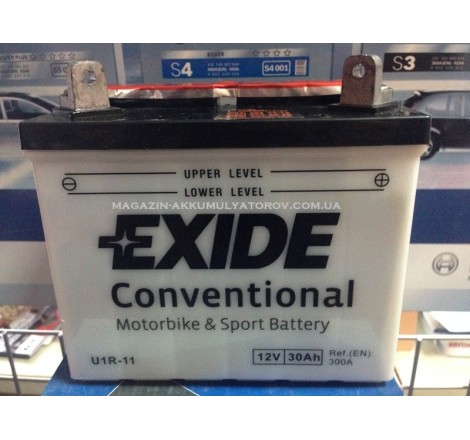 S4
S4 001
S3
UPPER LEVEL
LOWER LEVEL
MAGAZIN-AKKUMULYATOROV.COM.UA
EXIDE
Conventional
Motorbike & Sport Battery
U1R-11
12V 30Ah
Ref.(EN):
300A